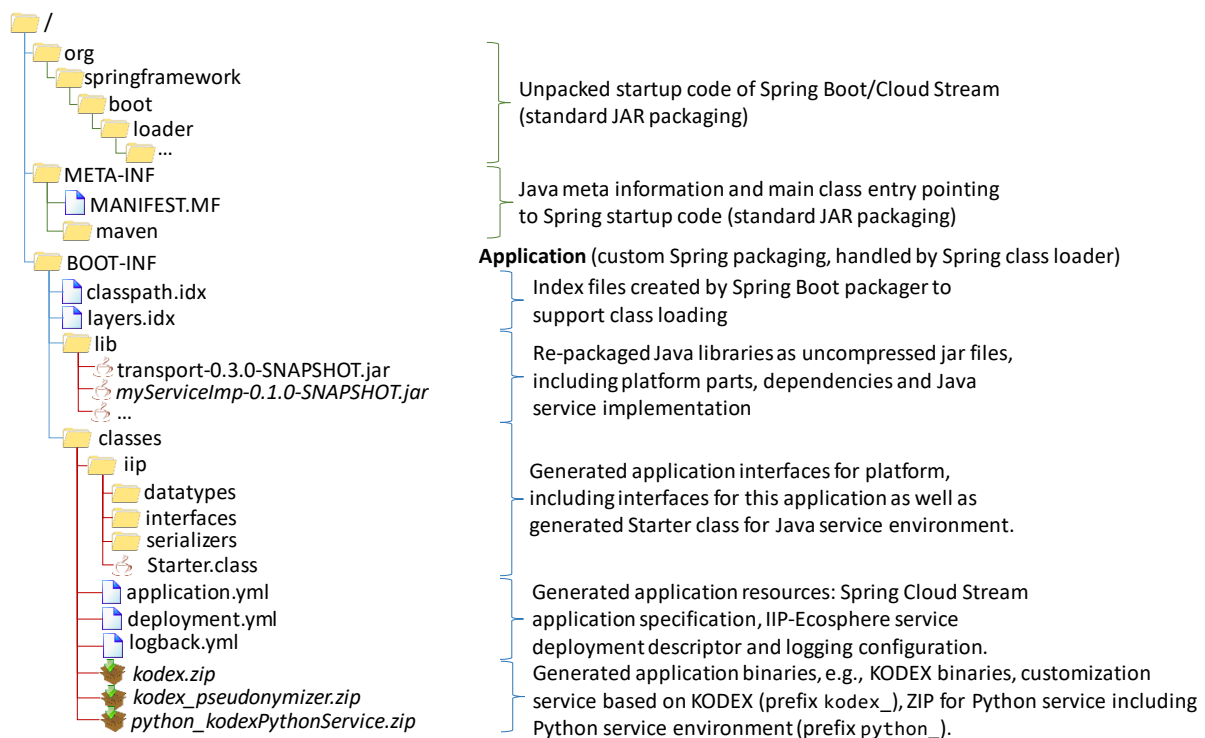 /
org
springframework
boot
loader
...
Unpacked startup code of Spring Boot/Cloud Stream
(standard JAR packaging)
META-INF
MANIFEST.MF
maven
Java meta information and main class entry pointing
to Spring startup code (standard JAR packaging)
BOOT-INF
Application (custom Spring packaging, handled by Spring class loader)
classpath.idx
layers.idx
Index files created by Spring Boot packager to
support class loading
lib
transport-0.3.0-SNAPSHOT.jar
myServiceImp-0.1.0-SNAPSHOT.jar
...
Re-packaged Java libraries as uncompressed jar files,
including platform parts, dependencies and Java
service implementation
classes
iip
datatypes
interfaces
serializers
Starter.class
Generated application interfaces for platform,
including interfaces for this application as well as
generated Starter class for Java service environment.
application.yml
deployment.yml
logback.yml
Generated application resources: Spring Cloud Stream
application specification, IIP-Ecosphere service
deployment descriptor and logging configuration.
kodex.zip
kodex_pseudonymizer.zip
python_kodexPythonService.zip
Generated application binaries, e.g., KODEX binaries, customization
service based on KODEX (prefix kodex_), ZIP for Python service including
Python service environment (prefix python_).